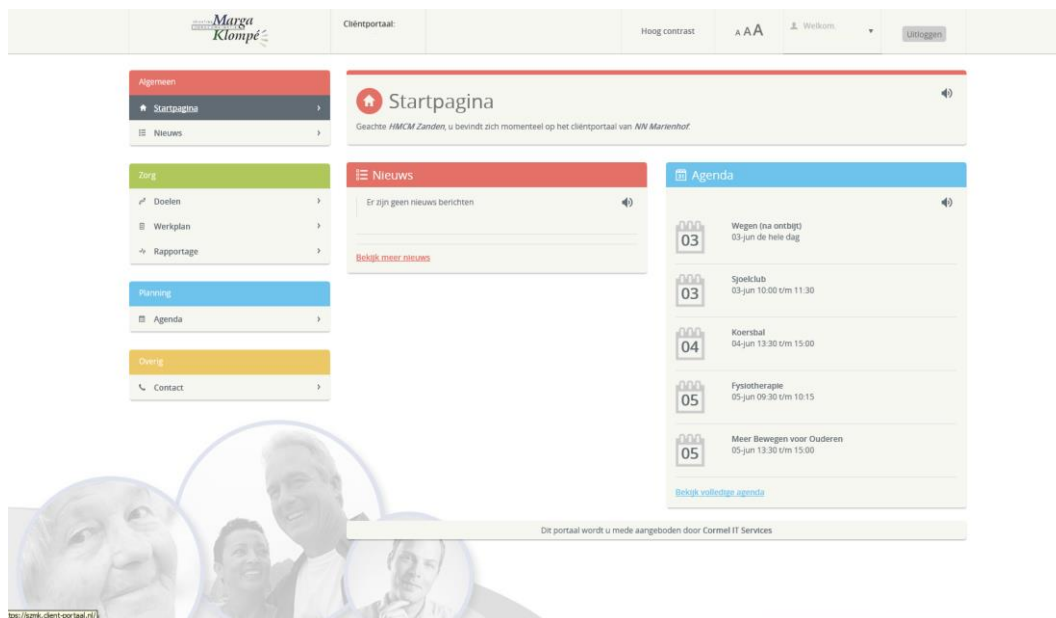 Marga
Klompé
Cliëntportaal:
Hoog contrast
A A A
Welkom,
Uitloggen
Algemeen
Startpagina
Nieuws
Zorg
Doelen
Werkplan
Rapportage
Planning
Agenda
Overig
Contact
Startpagina
Geachte HMCM Zanden, u bevindt zich momenteel op het cliëntportaal van NN Marienhof.
Nieuws
Er zijn geen nieuws berichten
Bekijk meer nieuws
Agenda
03
Wegen (na ontbijt)
03-jun de hele dag
03
Sjoelclub
03-jun 10:00 t/m 11:30
04
Koersbal
04-jun 13:30 t/m 15:00
05
Fysiotherapie
05-jun 09:30 t/m 10:15
05
Meer Bewegen voor Ouderen
05-jun 13:30 t/m 15:00
Bekijk volledige agenda
Dit portaal wordt u mede aangeboden door Cormel IT Services
tps://szmk.client-portaal.nl/